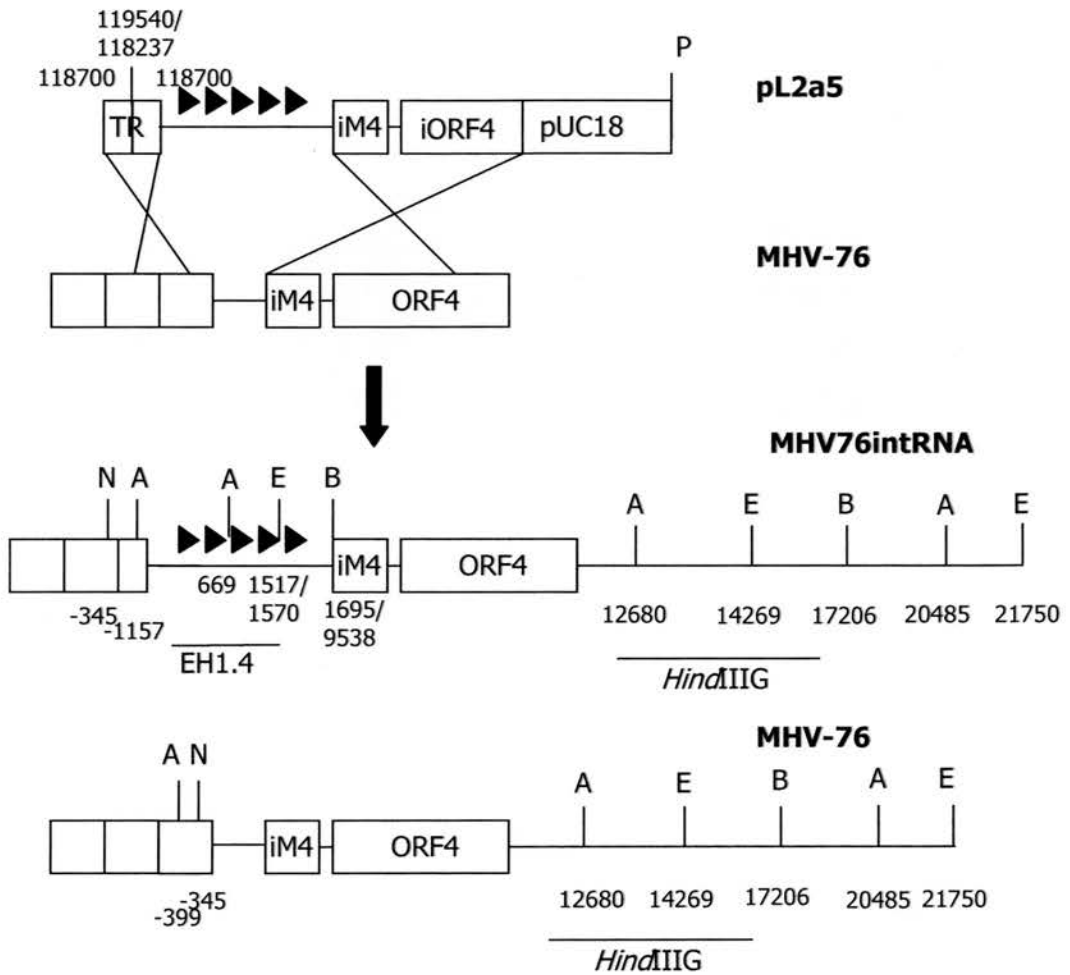 119540/
118237
118700 118700
P
pL2a5
TR iM4 iORF4 pUC18
MHV-76
iM4 ORF4
MHV76intRNA
N A A E B A E B A E
iM4 ORF4
-345 -1157 669 1517/
1570 1695/
9538 12680 14269 17206 20485 21750
EH1.4
HindIIIG
MHV-76
A N A E B A E
iM4 ORF4
-345
-399
12680 14269 17206 20485 21750
HindIIIG